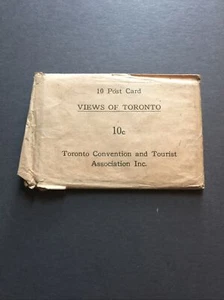 10 Post Card
VIEWS OF TORONTO
10c
Toronto Convention and Tourist
Association Inc.